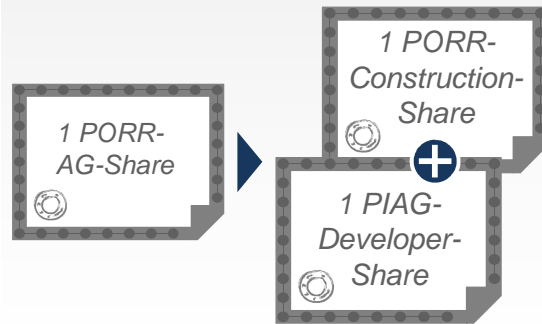 1 PORR-
AG-Share
1 PORR-
Construction-
Share
1 PIAG-
Developer-
Share